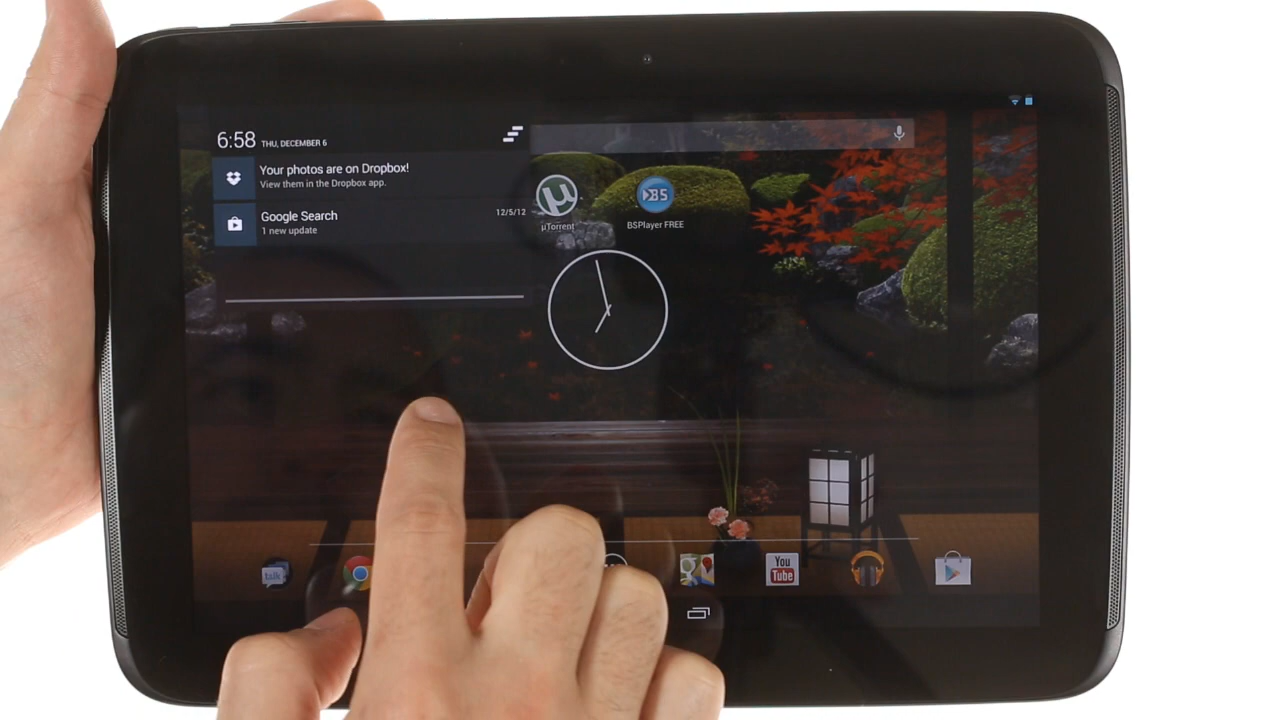 6:58 THU, DECEMBER 6
Your photos are on Dropbox!
View them in the Dropbox app.
Google Search 12/5/12
1 new update
µTorrent
BS
BSPlayer FREE
talk
You
Tube